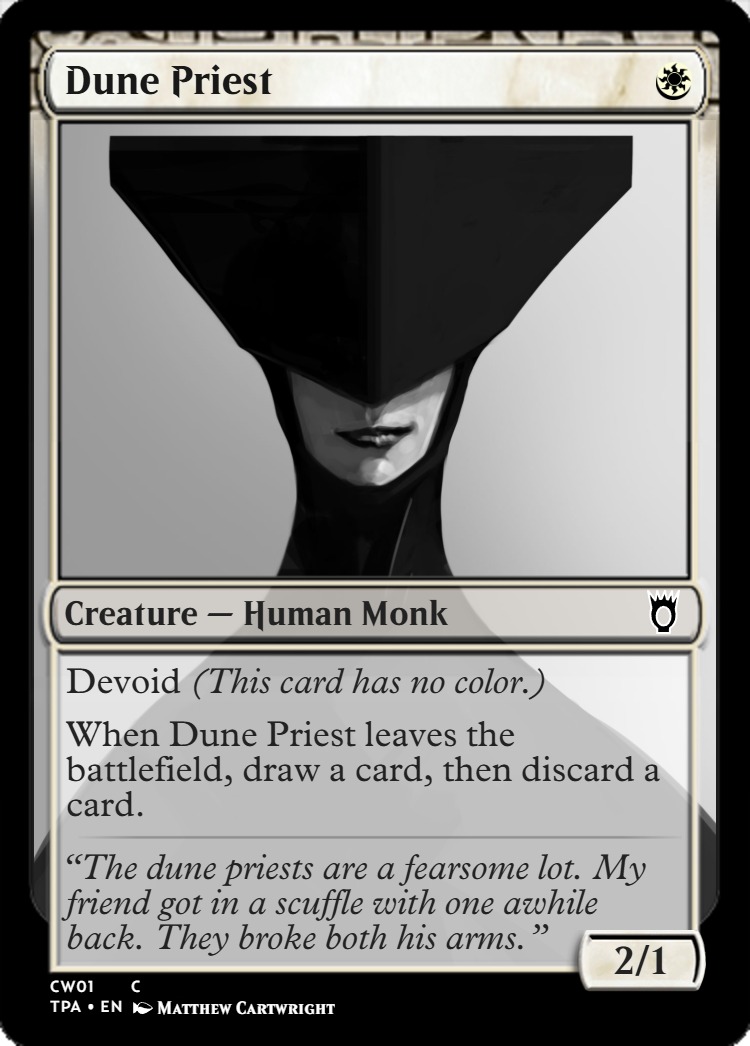 Dune Priest
Creature — Human Monk
Devoid (This card has no color.)
When Dune Priest leaves the
battlefield, draw a card, then discard a
card.
“The dune priests are a fearsome lot. My
friend got in a scuffle with one awhile
back. They broke both his arms.”
2/1
CW01 C
TPA • EN Matthew Cartwright